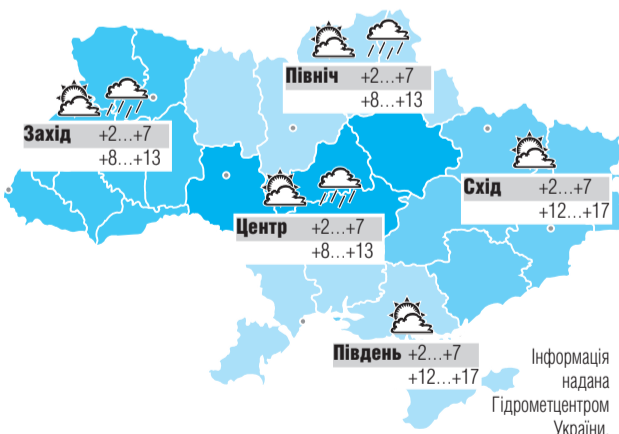 Північ +2...+7
+8...+13
Захід +2...+7
+8...+13
Схід +2...+7
+12...+17
Центр +2...+7
+8...+13
Південь +2...+7
+12...+17
Інформація
надана
Гідрометцентром
України.